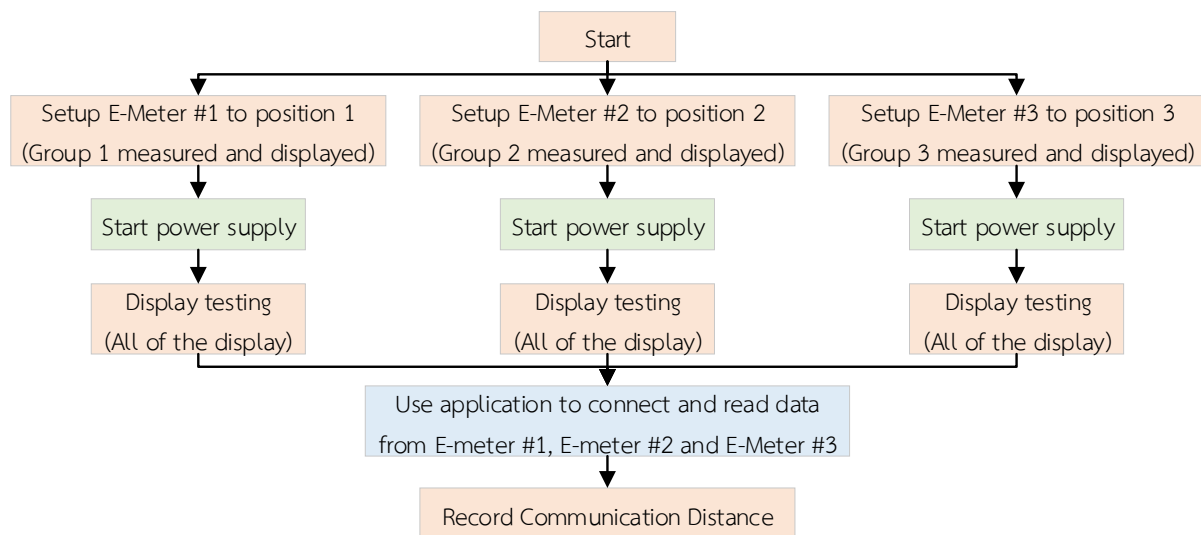 Start
Setup E-Meter #1 to position 1
(Group 1 measured and displayed)
Setup E-Meter #2 to position 2
(Group 2 measured and displayed)
Setup E-Meter #3 to position 3
(Group 3 measured and displayed)
Start power supply
Start power supply
Start power supply
Display testing
(All of the display)
Display testing
(All of the display)
Display testing
(All of the display)
Use application to connect and read data
from E-meter #1, E-meter #2 and E-Meter #3
Record Communication Distance